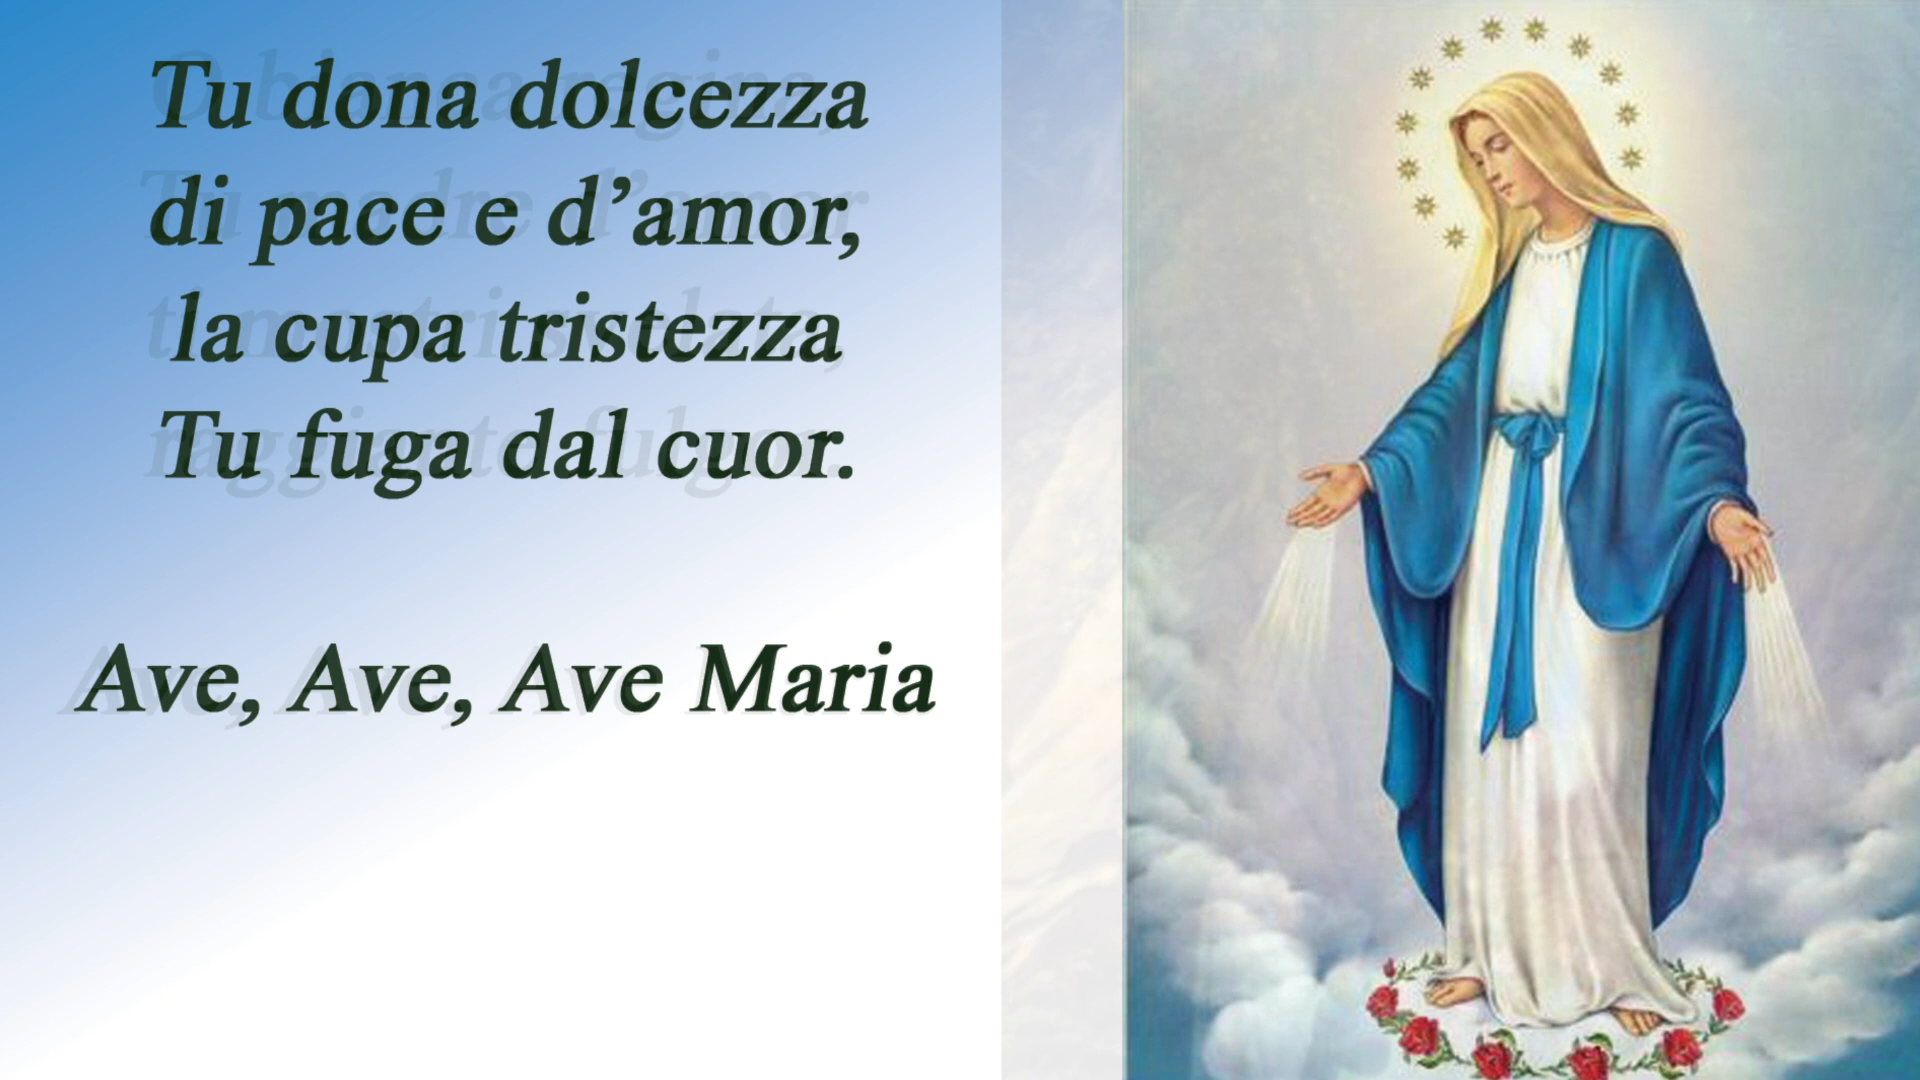 Tu dona dolcezza
di pace e d’amor,
la cupa tristezza
Tu fuga dal cuor.
Ave, Ave, Ave Maria